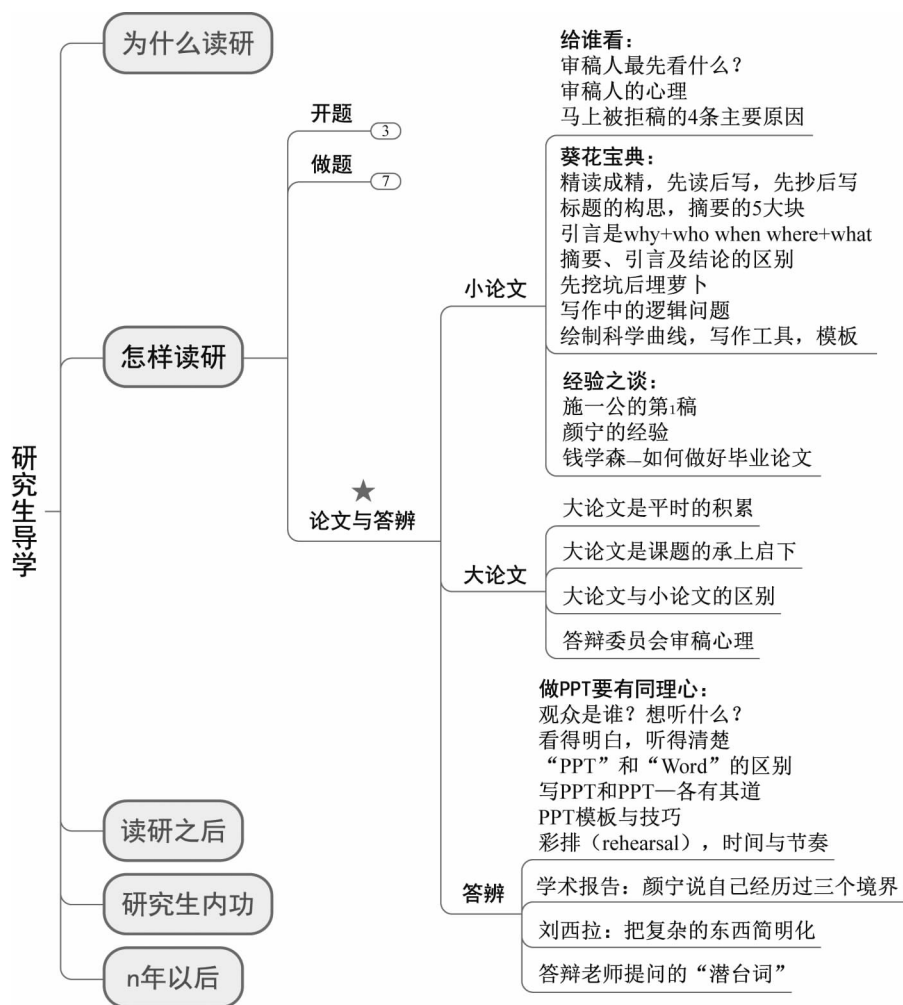 研究生导学
为什么读研
怎样读研
开题
3
做题
7
★
论文与答辨
小论文
给谁看：
审稿人最先看什么？
审稿人的心理
马上被拒稿的4条主要原因
葵花宝典：
精读成精，先读后写，先抄后写
标题的构思，摘要的5大块
引言是why+who when where+what
摘要、引言及结论的区别
先挖坑后埋萝卜
写作中的逻辑问题
绘制科学曲线，写作工具，模板
经验之谈：
施一公的第1稿
颜宁的经验
钱学森—如何做好毕业论文
大论文
大论文是平时的积累
大论文是课题的承上启下
大论文与小论文的区别
答辩委员会审稿心理
答辨
做PPT要有同理心：
观众是谁？想听什么？
看得明白，听得清楚
“PPT”和“Word”的区别
写PPT和PPT—各有其道
PPT模板与技巧
彩排（rehearsal），时间与节奏
学术报告：颜宁说自己经历过三个境界
刘西拉：把复杂的东西简明化
答辩老师提问的“潜台词”
读研之后
研究生内功
n年以后